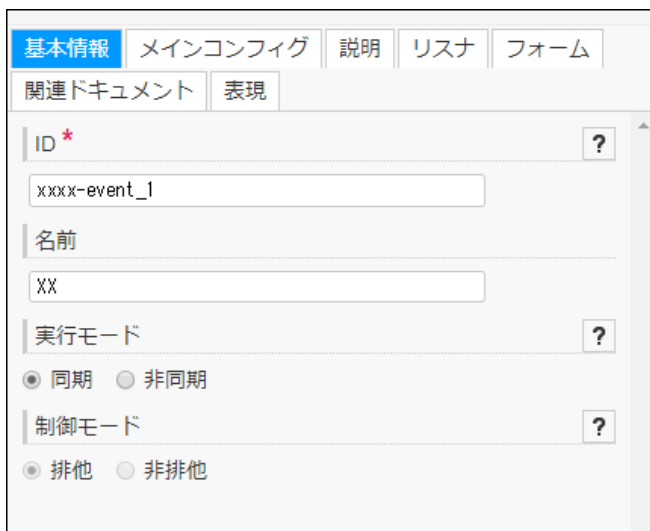 基本情報 メインコンフィグ 説明 リスナ フォーム
関連ドキュメント 表現
ID * ?
xxxx-event_1
名前
XX
実行モード ?
同期 非同期
制御モード ?
排他 非排他